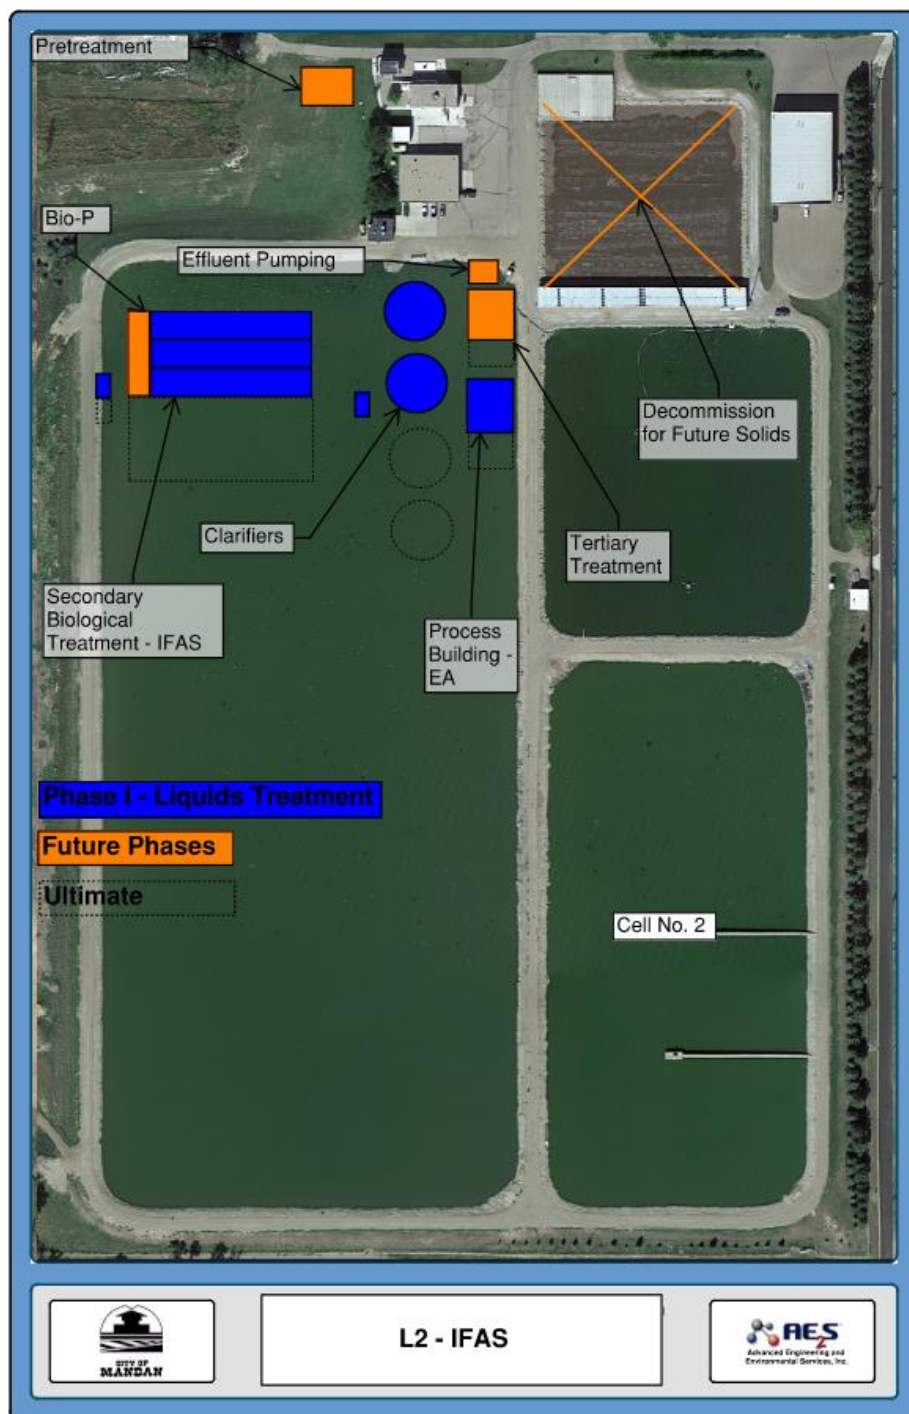 Pretreatment
Bio-P
Effluent Pumping
Decommission
for Future Solids
Clarifiers
Tertiary
Treatment
Secondary
Biological
Treatment - IFAS
Process
Building -
EA
Phase I - Liquids Treatment
Future Phases
Ultimate
Cell No. 2
CITY OF
MANDAN
L2 - IFAS
AE2S
Advanced Engineering and
Environmental Services, Inc.